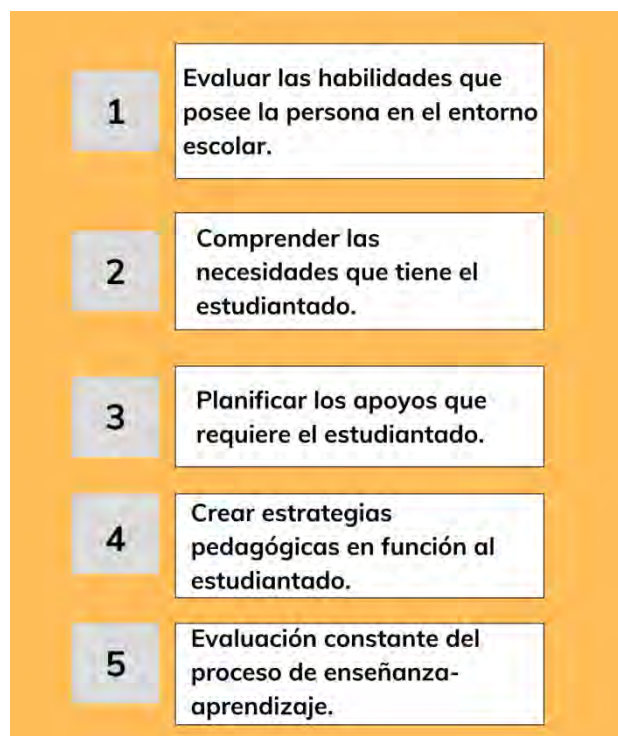 1
Evaluar las habilidades que
posee la persona en el entorno
escolar.
2
Comprender las
necesidades que tiene el
estudiantado.
3
Planificar los apoyos que
requiere el estudiantado.
4
Crear estrategias
pedagógicas en función al
estudiantado.
5
Evaluación constante del
proceso de enseñanza-
aprendizaje.